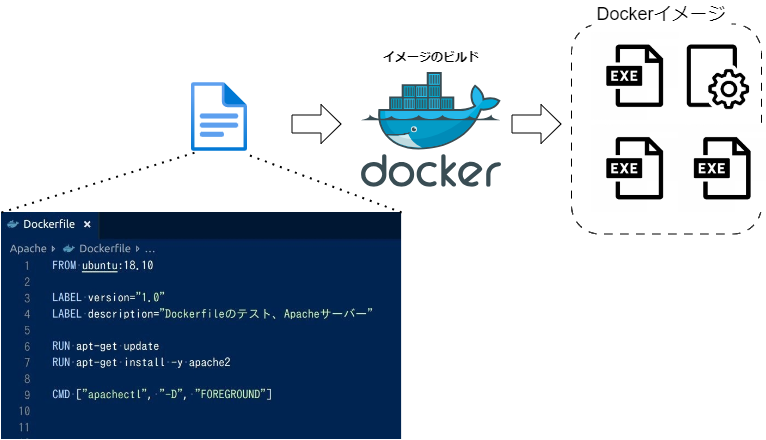 Dockerイメージ
イメージのビルド
EXE
docker
EXE
EXE
Dockerfile ×
Apache > Dockerfile > ...
1 FROM ubuntu:18.10
2
3 LABEL version="1.0"
4 LABEL description="Dockerfileのテスト、Apacheサーバー"
5
6 RUN apt-get update
7 RUN apt-get install -y apache2
8
9 CMD ["apachectl", "-D", "FOREGROUND"]
10
11